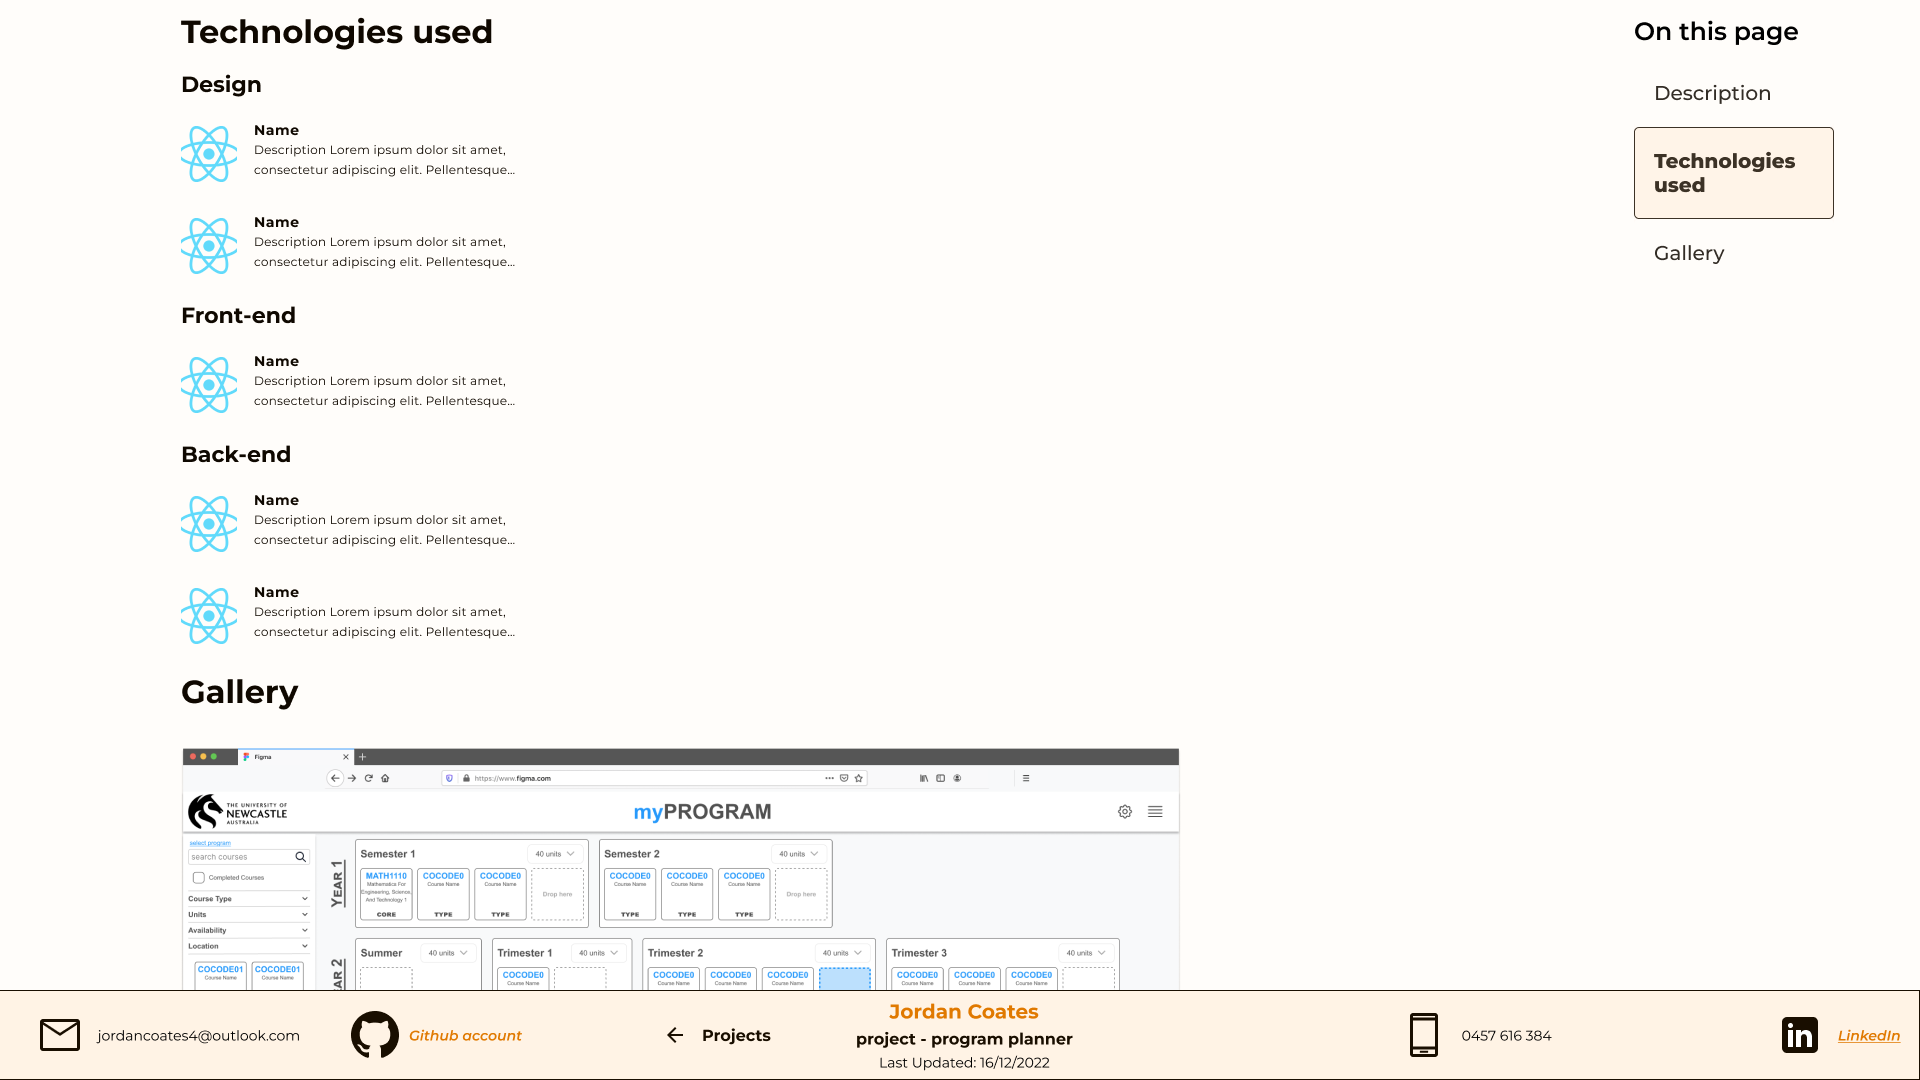 Technologies used
Design
Name
Description Lorem ipsum dolor sit amet,
consectetur adipiscing elit. Pellentesque...
Name
Description Lorem ipsum dolor sit amet,
consectetur adipiscing elit. Pellentesque...
Front-end
Name
Description Lorem ipsum dolor sit amet,
consectetur adipiscing elit. Pellentesque...
Back-end
Name
Description Lorem ipsum dolor sit amet,
consectetur adipiscing elit. Pellentesque...
Name
Description Lorem ipsum dolor sit amet,
consectetur adipiscing elit. Pellentesque...
Gallery
On this page
Description
Technologies
used
Gallery
Figma
https://www.figma.com
THE UNIVERSITY OF
NEWCASTLE
AUSTRALIA
myPROGRAM
select program
search courses
Completed Courses
Course Type
Units
Availability
Location
COCODE01
Course Name
COCODE01
Course Name
YEAR 1
Semester 1
40 units
MATH1110
Mathematics For
Engineering, Science,
And Technology 1
CORE
COCODE0
Course Name
TYPE
COCODE0
Course Name
TYPE
Drop here
Semester 2
40 units
COCODE0
Course Name
TYPE
COCODE0
Course Name
TYPE
COCODE0
Course Name
TYPE
Drop here
AR 2
Summer
40 units
Trimester 1
40 units
COCODE0
Course Name
Trimester 2
40 units
COCODE0
Course Name
COCODE0
Course Name
COCODE0
Course Name
Trimester 3
40 units
COCODE0
Course Name
COCODE0
Course Name
COCODE0
Course Name
jordancoates4@outlook.com
Github account
Projects
Jordan Coates
project - program planner
Last Updated: 16/12/2022
0457 616 384
LinkedIn